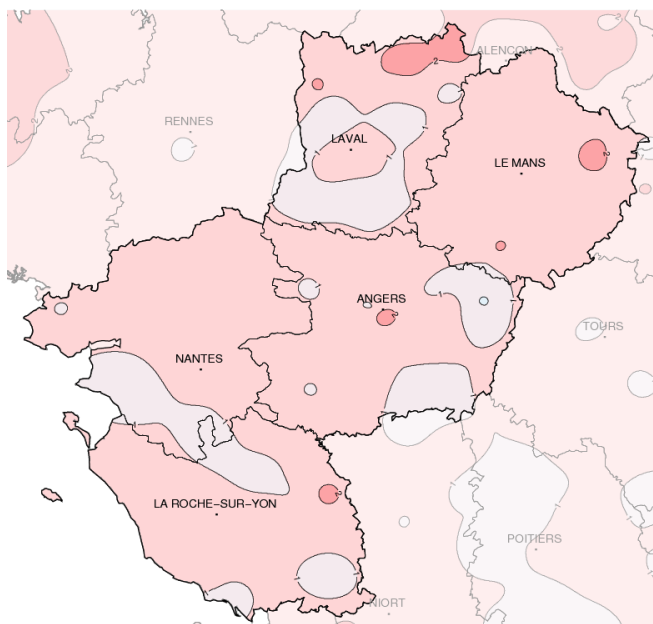 ALENCON
RENNES
LAVAL
LE MANS
ANGERS
TOURS
NANTES
LA ROCHE−SUR−YON
POITIERS
NIORT